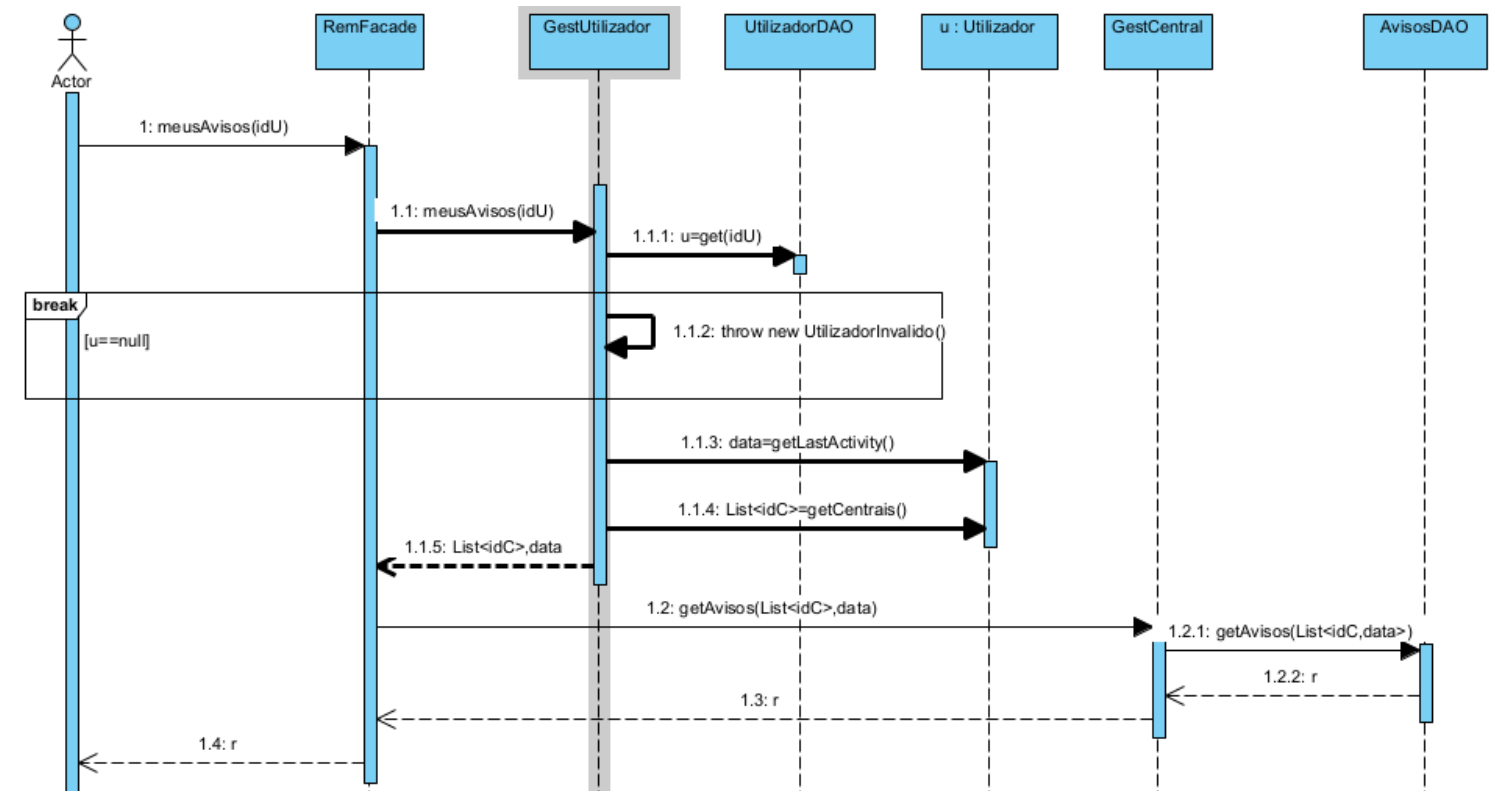 RemFacade
GestUtilizador
UtilizadorDAO
u : Utilizador
GestCentral
AvisosDAO
Actor
1: meusAvisos(idU)
1.1: meusAvisos(idU)
1.1.1: u=get(idU)
break
[u==null]
1.1.2: throw new UtilizadorInvalido()
1.1.3: data=getLastActivity()
1.1.4: List<idC>=getCentrais()
1.1.5: List<idC>,data
1.2: getAvisos(List<idC>,data)
1.2.1: getAvisos(List<idC,data>)
1.2.2: r
1.3: r
1.4: r